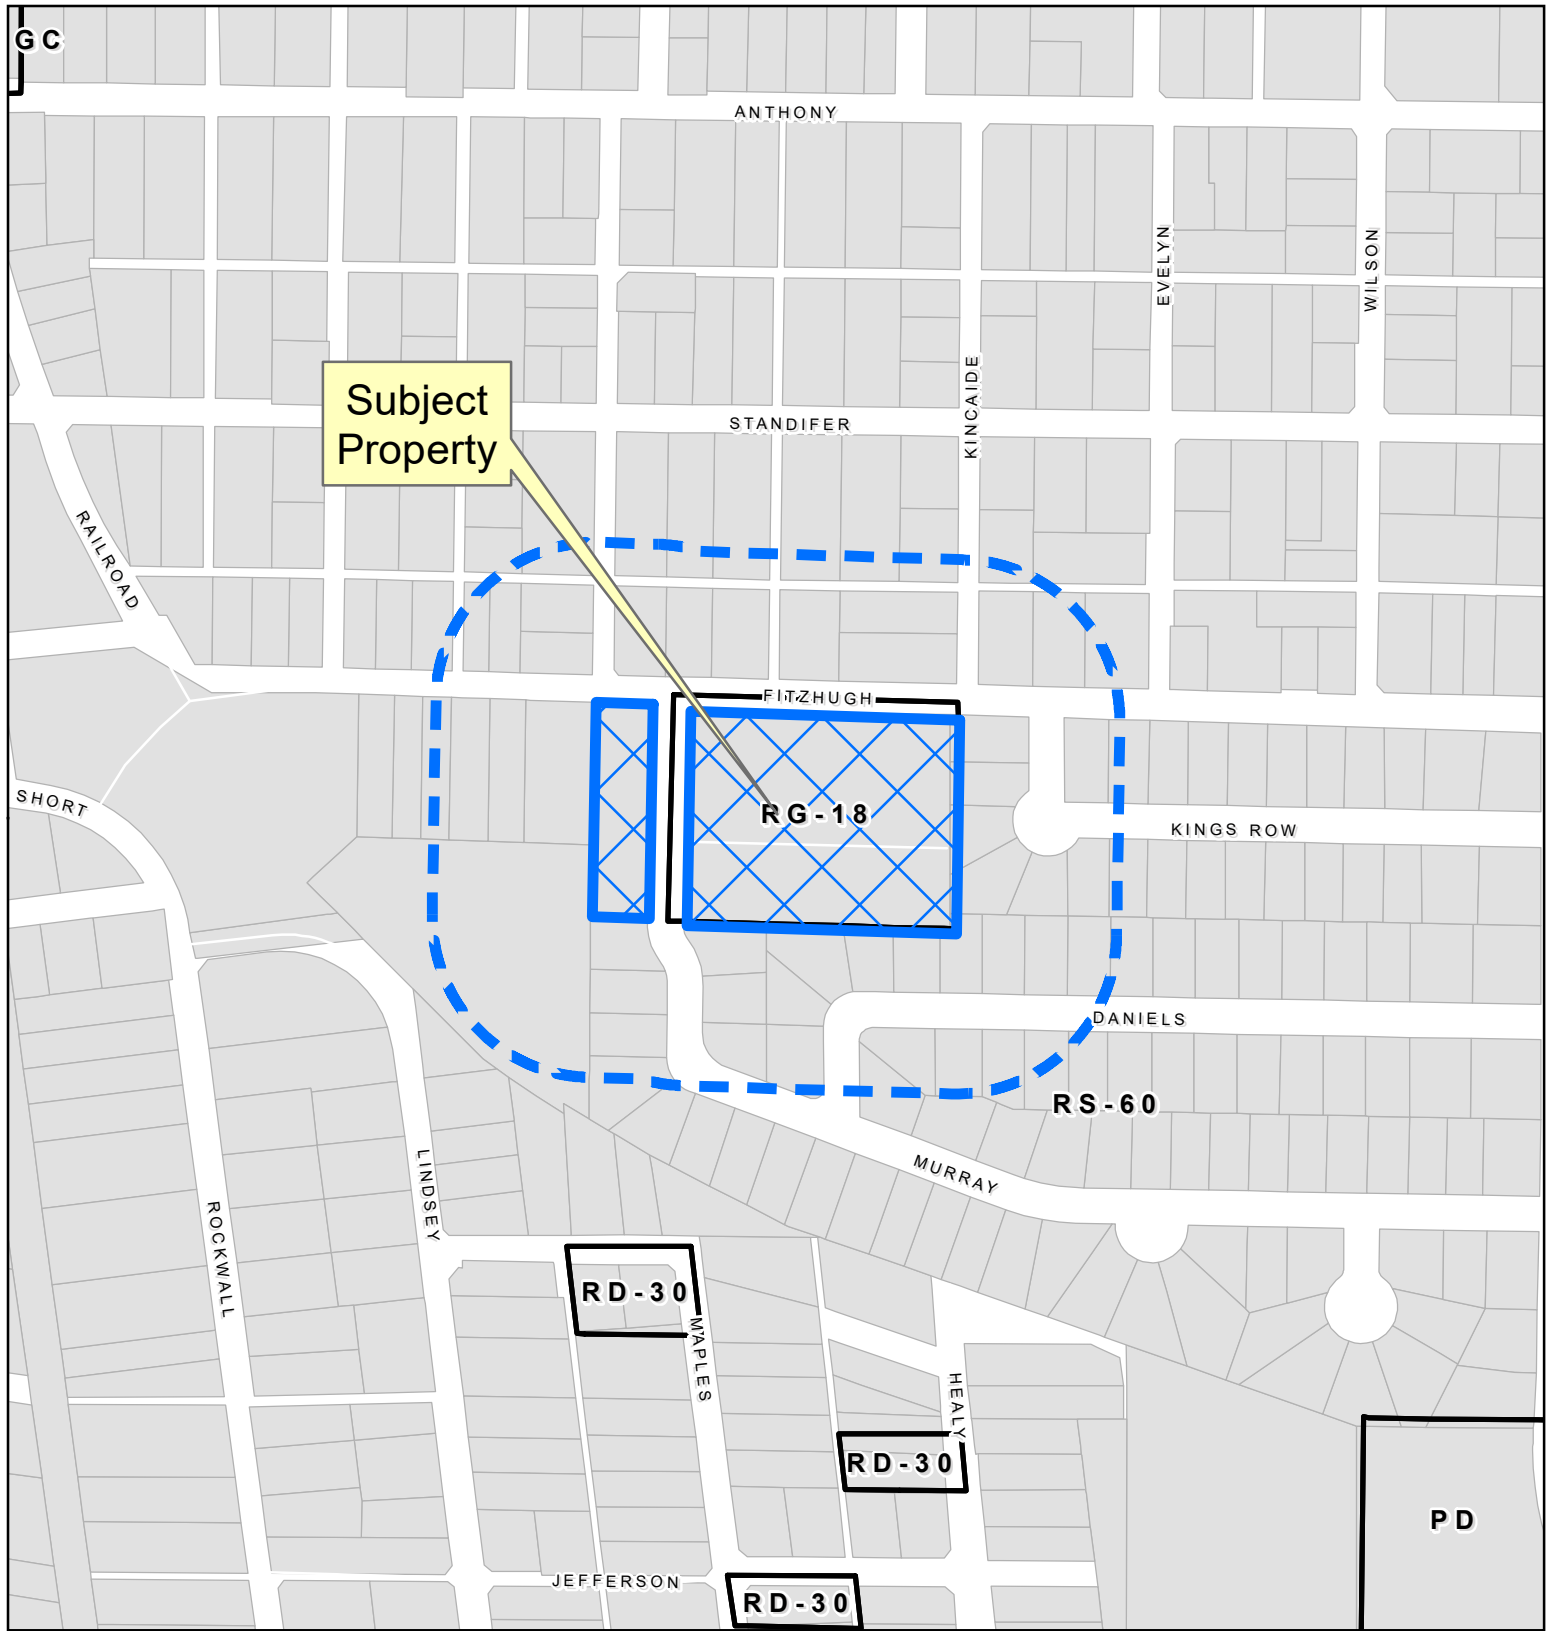 GC
ANTHONY
EVELYN
WILSON
KINCAIDE
Subject
Property
STANDIFER
RAILROAD
FITZHUGH
SHORT
RG-18
KINGS ROW
DANIELS
RS-60
MURRAY
LINDSEY
ROCKWALL
RD-30
MAPLES
HEALY
RD-30
PD
JEFFERSON
RD-30